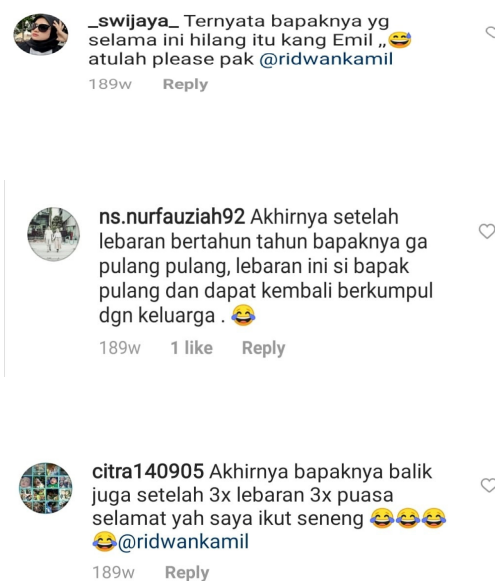 _swijaya_ Ternyata bapaknya yg
selama ini hilang itu kang Emil ,,😅
atulah please pak @ridwankamil
189w Reply
ns.nurfauziah92 Akhirnya setelah
lebaran bertahun tahun bapaknya ga
pulang pulang, lebaran ini si bapak
pulang dan dapat kembali berkumpul
dgn keluarga . 😂
189w 1 like Reply
citra140905 Akhirnya bapaknya balik
juga setelah 3x lebaran 3x puasa
selamat yah saya ikut seneng 😂😂😂
😂@ridwankamil
189w Reply